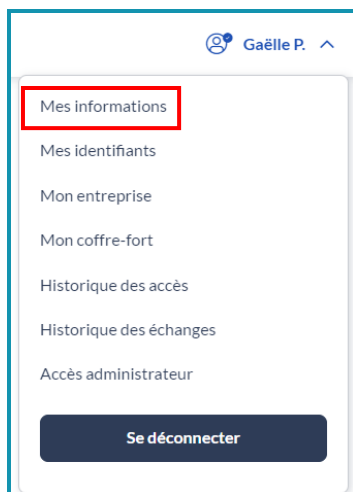 Gaëlle P.
Mes informations
Mes identifiants
Mon entreprise
Mon coffre-fort
Historique des accès
Historique des échanges
Accès administrateur
Se déconnecter